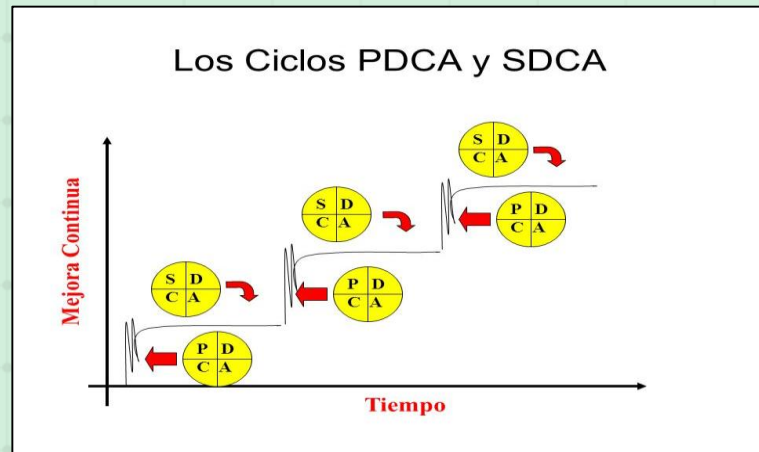 Los Ciclos PDCA y SDCA
Mejora Continua
S D
C A
P D
C A
S D
C A
P D
C A
S D
C A
P D
C A
Tiempo